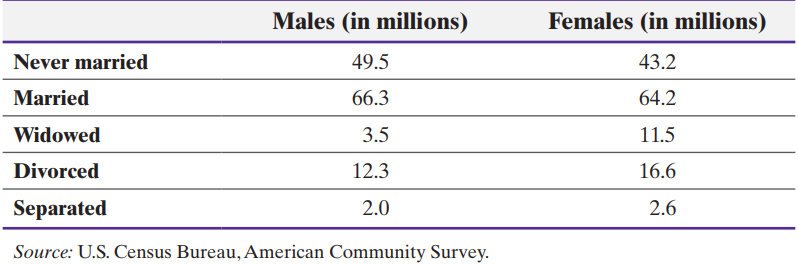 Males (in millions) Females (in millions)
Never married 49.5 43.2
Married 66.3 64.2
Widowed 3.5 11.5
Divorced 12.3 16.6
Separated 2.0 2.6
Source: U.S. Census Bureau, American Community Survey.